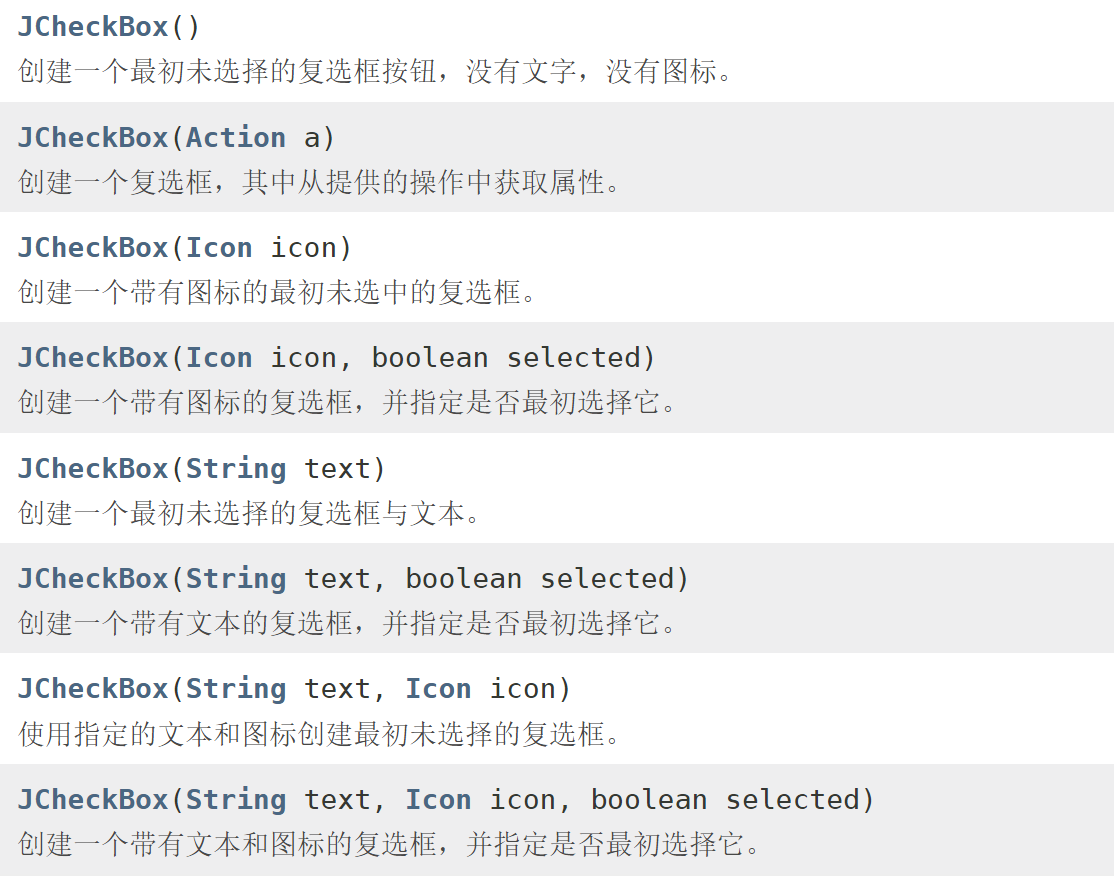 JCheckBox()
创建一个最初未选择的复选框按钮，没有文字，没有图标。
JCheckBox(Action a)
创建一个复选框，其中从提供的操作中获取属性。
JCheckBox(Icon icon)
创建一个带有图标的最初未选中的复选框。
JCheckBox(Icon icon, boolean selected)
创建一个带有图标的复选框，并指定是否最初选择它。
JCheckBox(String text)
创建一个最初未选择的复选框与文本。
JCheckBox(String text, boolean selected)
创建一个带有文本的复选框，并指定是否最初选择它。
JCheckBox(String text, Icon icon)
使用指定的文本和图标创建最初未选择的复选框。
JCheckBox(String text, Icon icon, boolean selected)
创建一个带有文本和图标的复选框，并指定是否最初选择它。